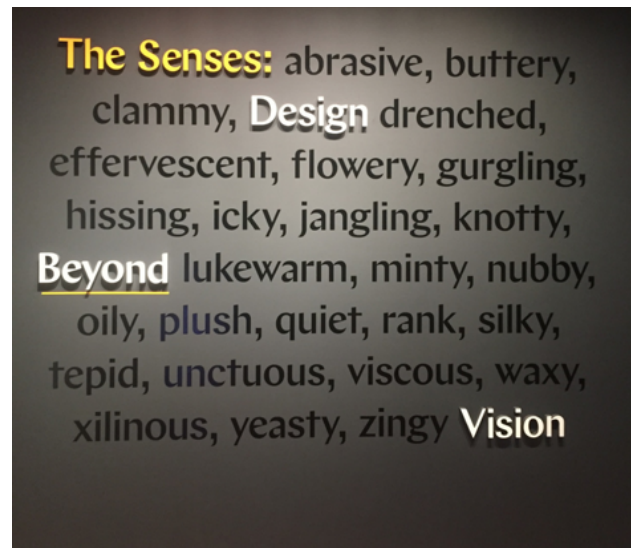 The Senses: abrasive, buttery,
clammy, Design drenched,
effervescent, flowery, gurgling,
hissing, icky, jangling, knotty,
Beyond lukewarm, minty, nubby,
oily, plush, quiet, rank, silky,
tepid, unctuous, viscous, waxy,
xilinous, yeasty, zingy Vision